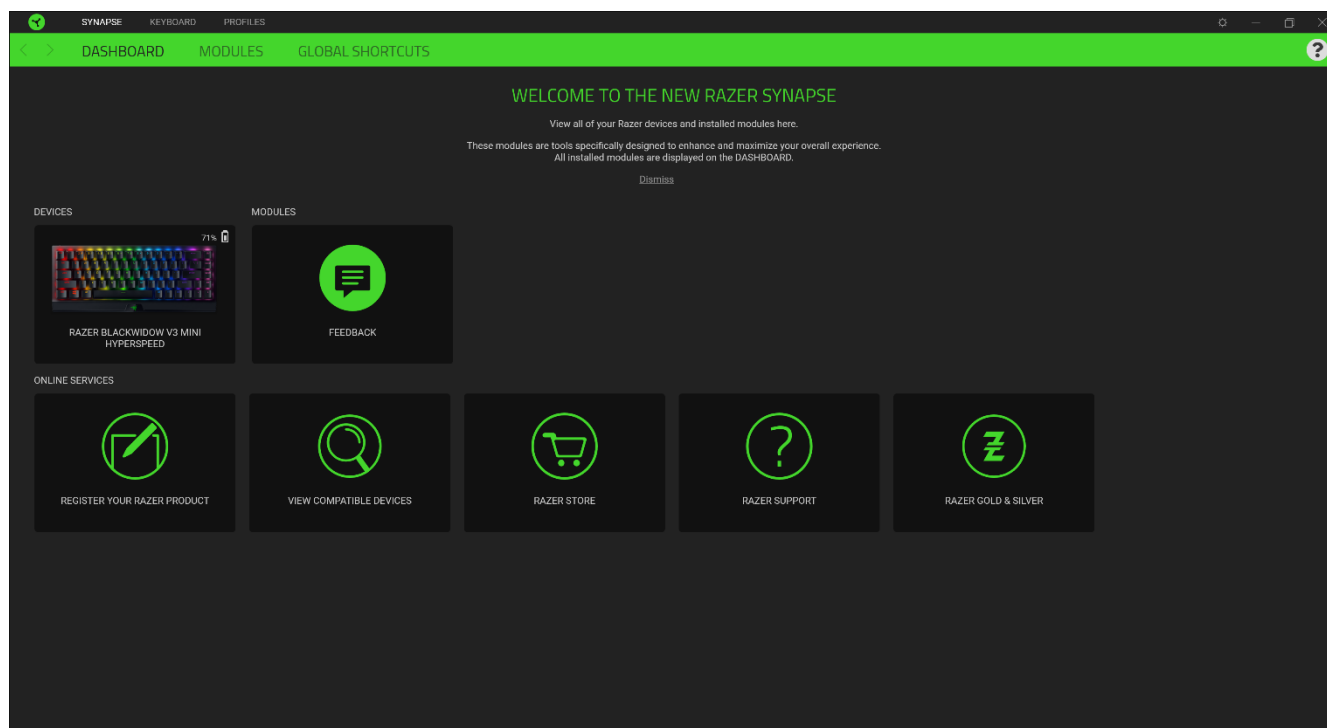 SYNAPSE KEYBOARD PROFILES
DASHBOARD MODULES GLOBAL SHORTCUTS
?
WELCOME TO THE NEW RAZER SYNAPSE
View all of your Razer devices and installed modules here.
These modules are tools specifically designed to enhance and maximize your overall experience.
All installed modules are displayed on the DASHBOARD.
Dismiss
DEVICES
MODULES
71%
RAZER BLACKWIDOW V3 MINI
HYPERSPEED
FEEDBACK
ONLINE SERVICES
REGISTER YOUR RAZER PRODUCT
VIEW COMPATIBLE DEVICES
RAZER STORE
RAZER SUPPORT
RAZER GOLD & SILVER